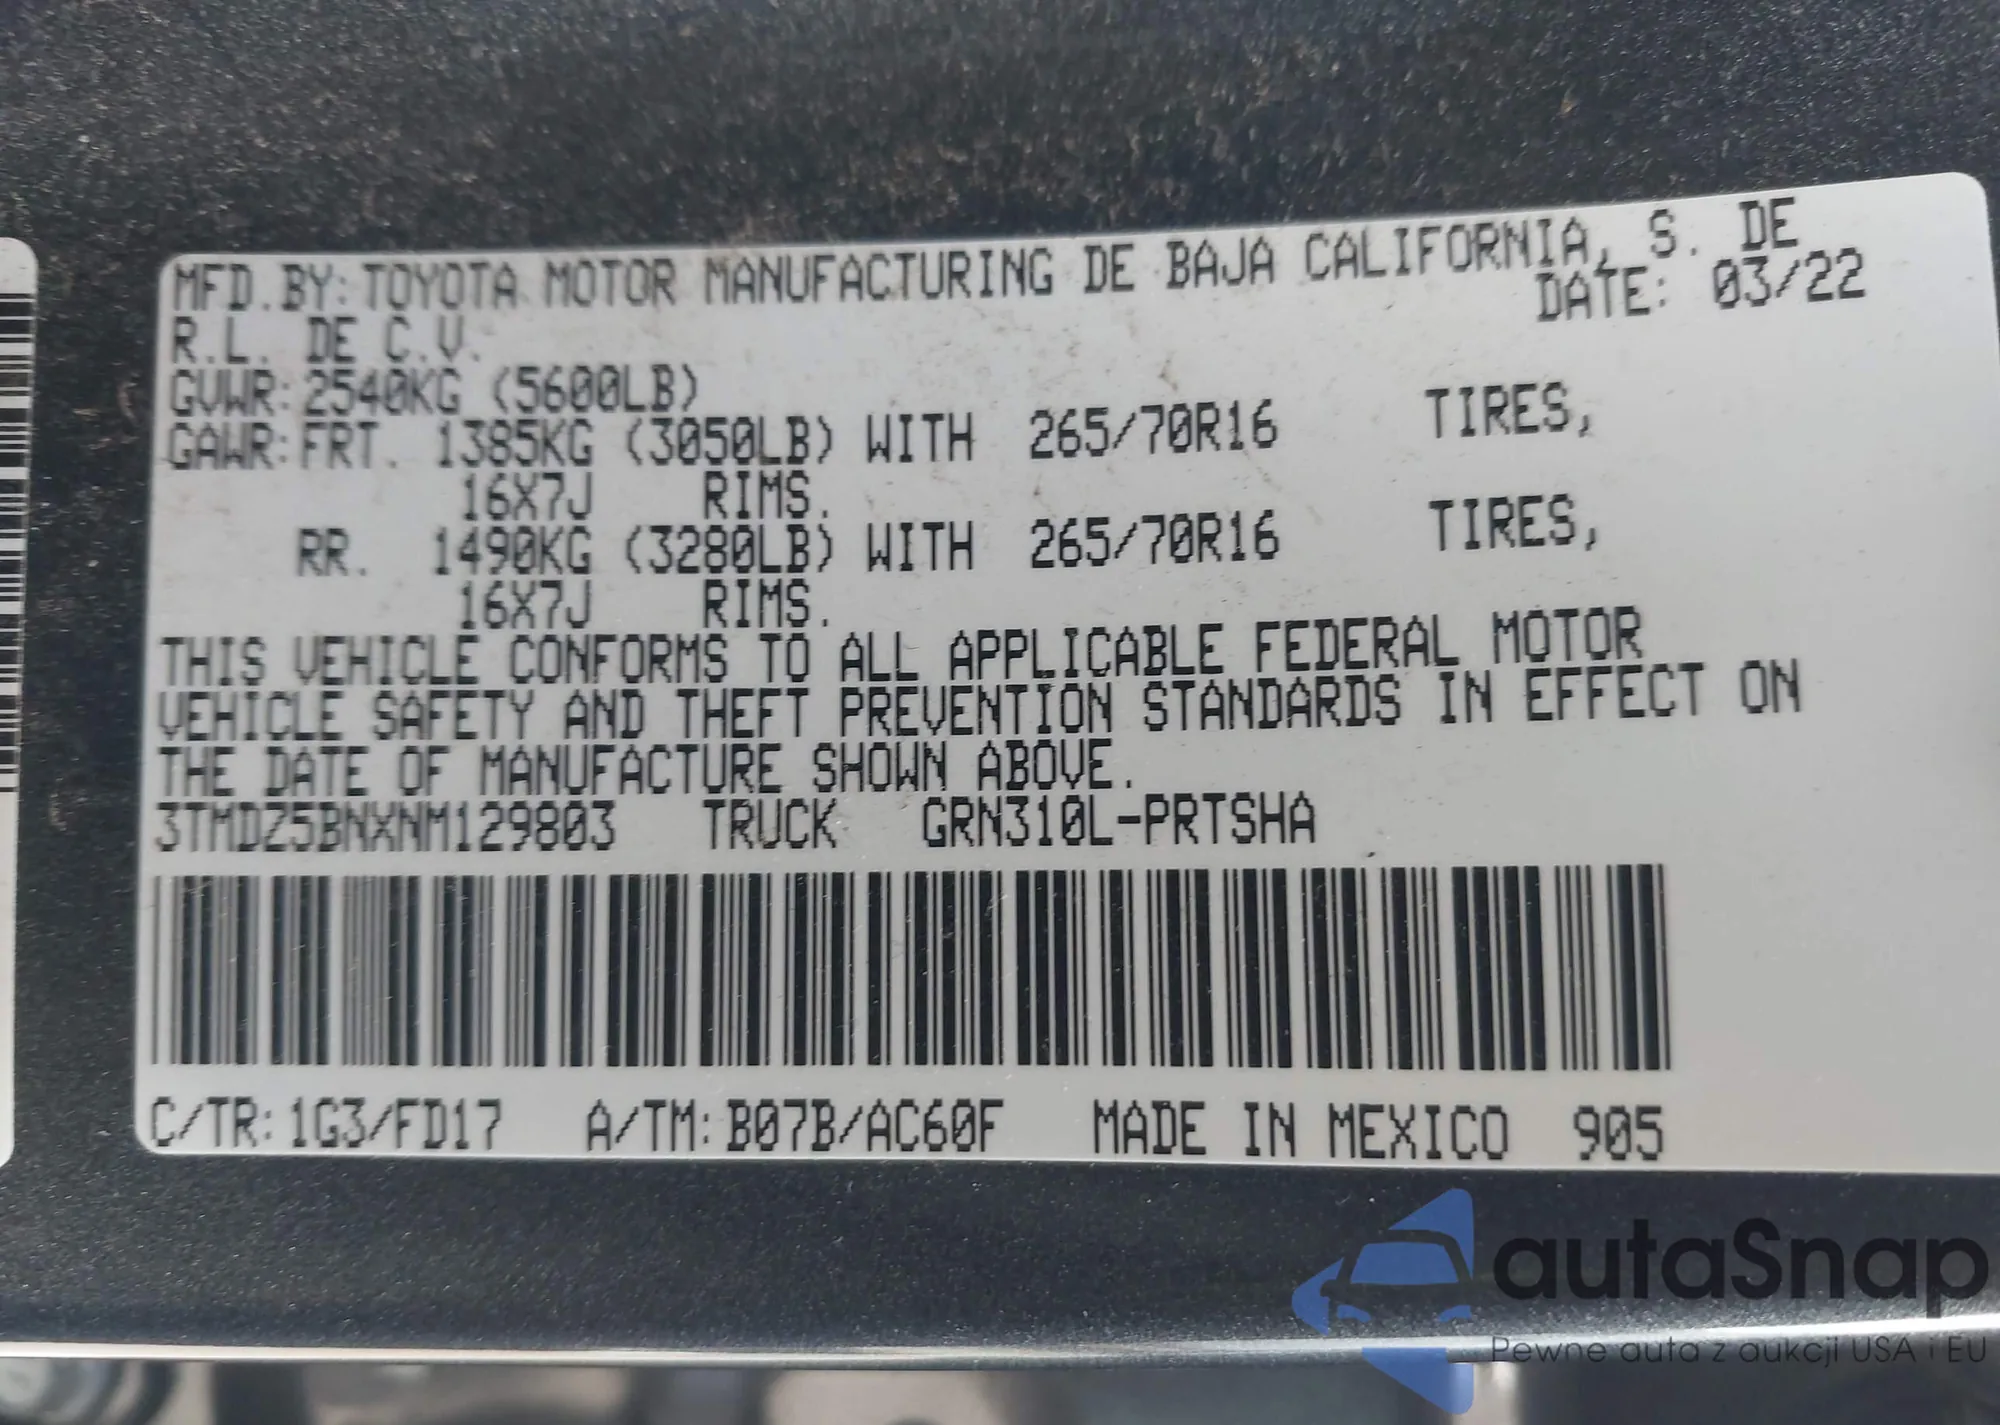 MFD.BY:TOYOTA MOTOR MANUFACTURING DE BAJA CALIFORNIA, S. DE
R.L. DE C.V. DATE: 03/22
GVWR:2540KG (5600LB)
GAWR:FRT. 1385KG (3050LB) WITH 265/70R16 TIRES,
16X7J RIMS.
RR. 1490KG (3280LB) WITH 265/70R16 TIRES,
16X7J RIMS.
THIS VEHICLE CONFORMS TO ALL APPLICABLE FEDERAL MOTOR
VEHICLE SAFETY AND THEFT PREVENTION STANDARDS IN EFFECT ON
THE DATE OF MANUFACTURE SHOWN ABOVE.
3TMDZ5BNXNM129803 TRUCK GRN310L-PRTSHA
C/TR:1G3/FD17 A/TM:B07B/AC60F MADE IN MEXICO 905
autaSnap
Pewne auta z aukcji USA i EU